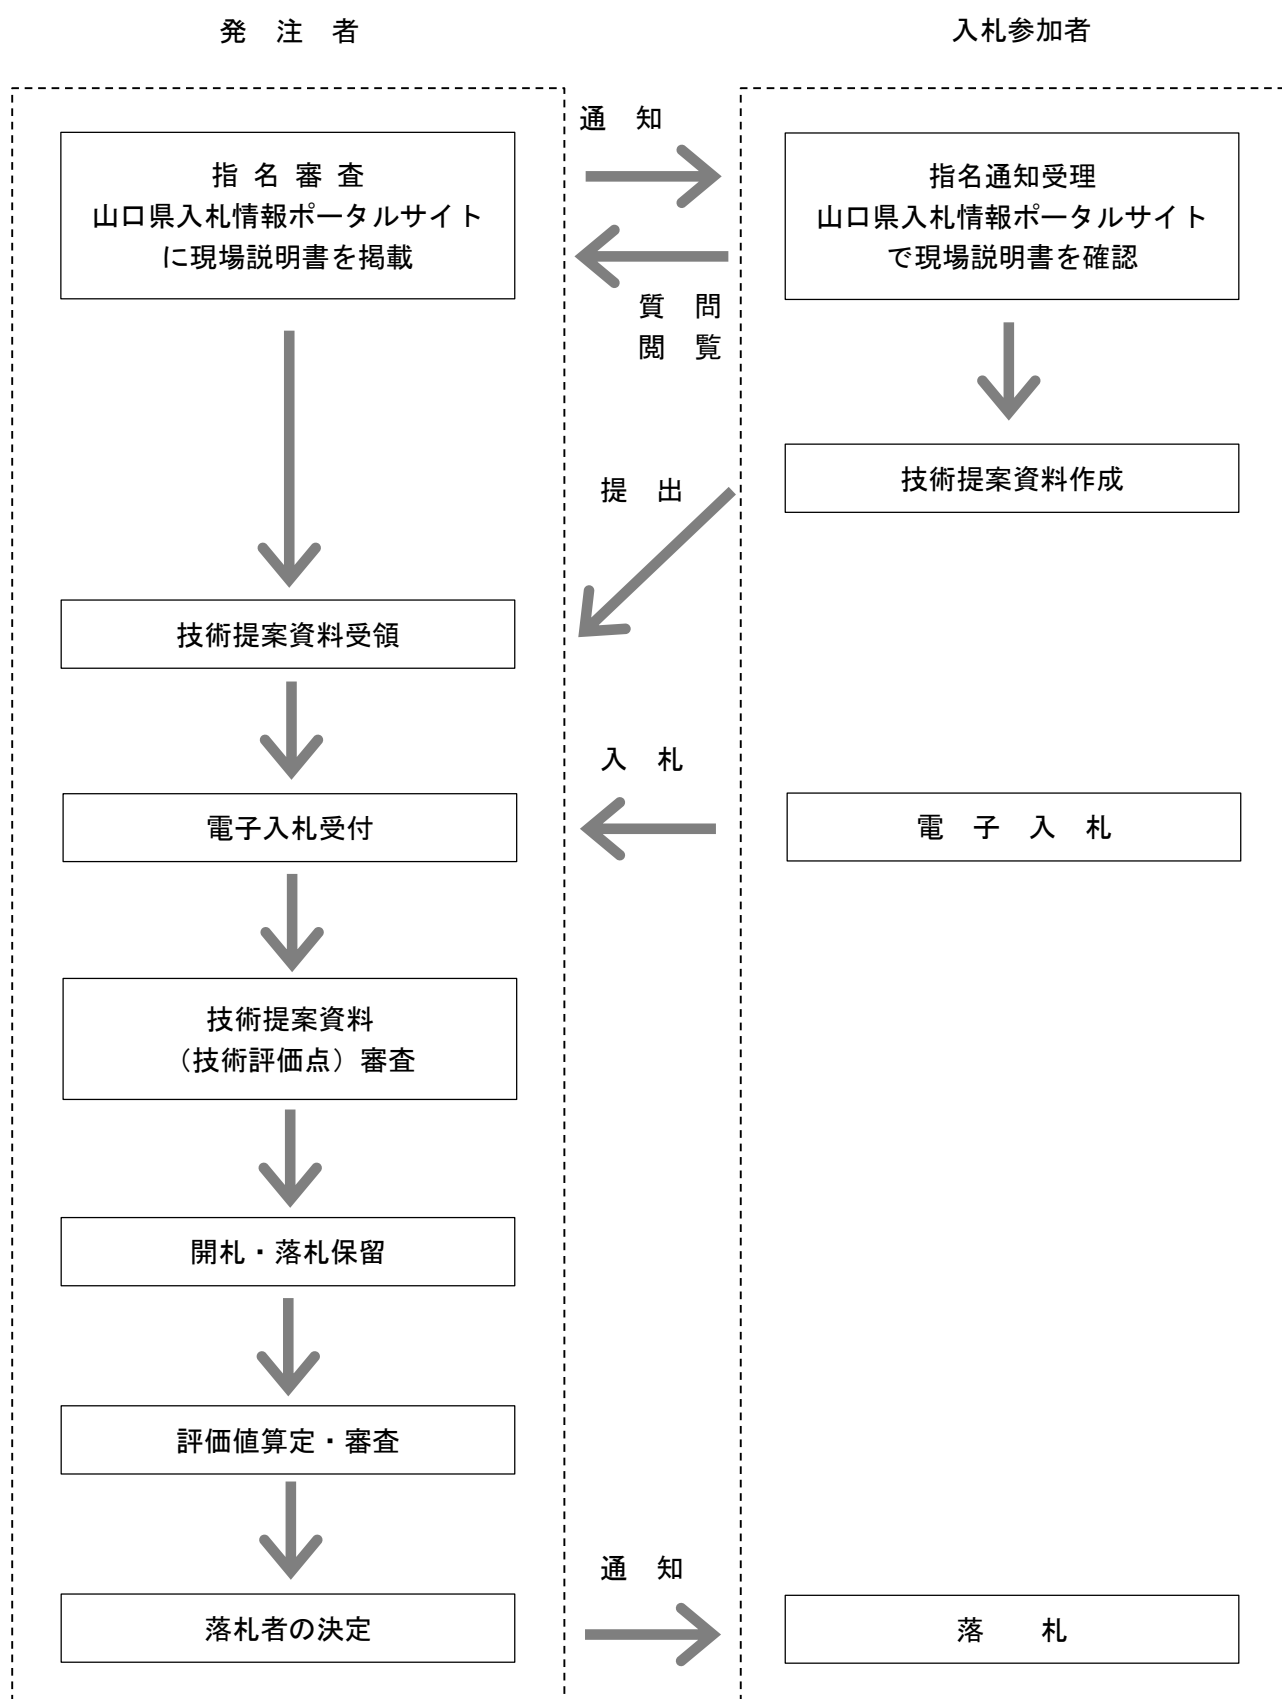 発　注　者
入札参加者
指 名 審 査
山口県入札情報ポータルサイト
に現場説明書を掲載
通　知
質　問
閲　覧
指名通知受理
山口県入札情報ポータルサイト
で現場説明書を確認
技術提案資料作成
提　出
技術提案資料受領
入　札
電子入札受付
電　子　入　札
技術提案資料
（技術評価点）審査
開札・落札保留
評価値算定・審査
通　知
落札者の決定
落　　札